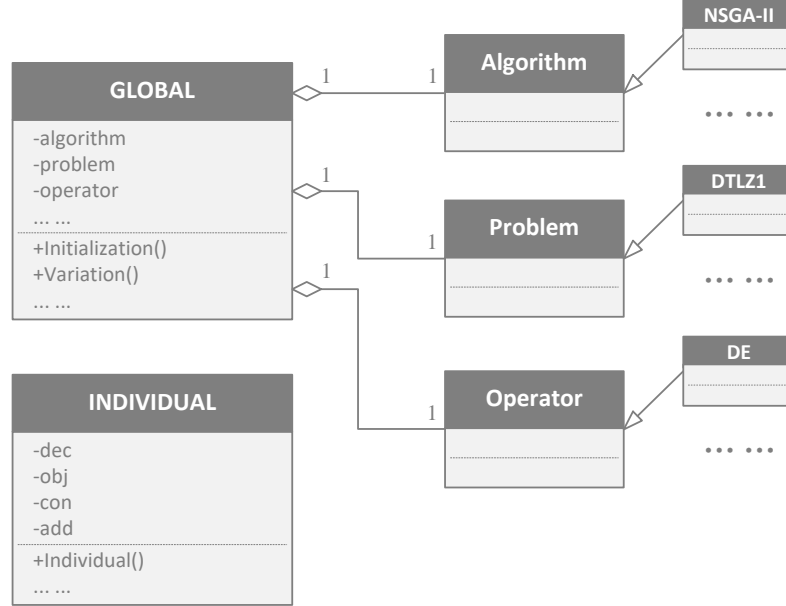 GLOBAL
-algorithm
-problem
-operator
... ...
+Initialization()
+Variation()
... ...
INDIVIDUAL
-dec
-obj
-con
-add
+Individual()
... ...
1
1
1
1
1
1
Algorithm
Problem
Operator
NSGA-II
... ...
DTLZ1
... ...
DE
... ...